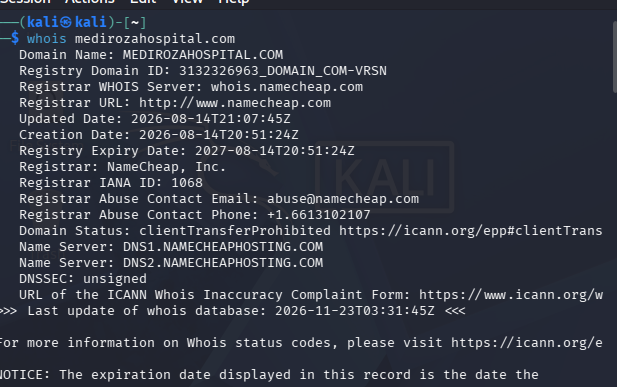 Session Actions Edit View Help
──(kali㉿kali)-[~]
─$ whois medirozahospital.com
Domain Name: MEDIROZAHOSPITAL.COM
Registry Domain ID: 3132326963_DOMAIN_COM-VRSN
Registrar WHOIS Server: whois.namecheap.com
Registrar URL: http://www.namecheap.com
Updated Date: 2026-08-14T21:07:45Z
Creation Date: 2026-08-14T20:51:24Z
Registry Expiry Date: 2027-08-14T20:51:24Z
Registrar: NameCheap, Inc.
Registrar IANA ID: 1068
Registrar Abuse Contact Email: abuse@namecheap.com
Registrar Abuse Contact Phone: +1.6613102107
Domain Status: clientTransferProhibited https://icann.org/epp#clientTrans
Name Server: DNS1.NAMECHEAPHOSTING.COM
Name Server: DNS2.NAMECHEAPHOSTING.COM
DNSSEC: unsigned
URL of the ICANN Whois Inaccuracy Complaint Form: https://www.icann.org/w
>>> Last update of whois database: 2026-11-23T03:31:45Z <<<
For more information on Whois status codes, please visit https://icann.org/e
NOTICE: The expiration date displayed in this record is the date the
KALI